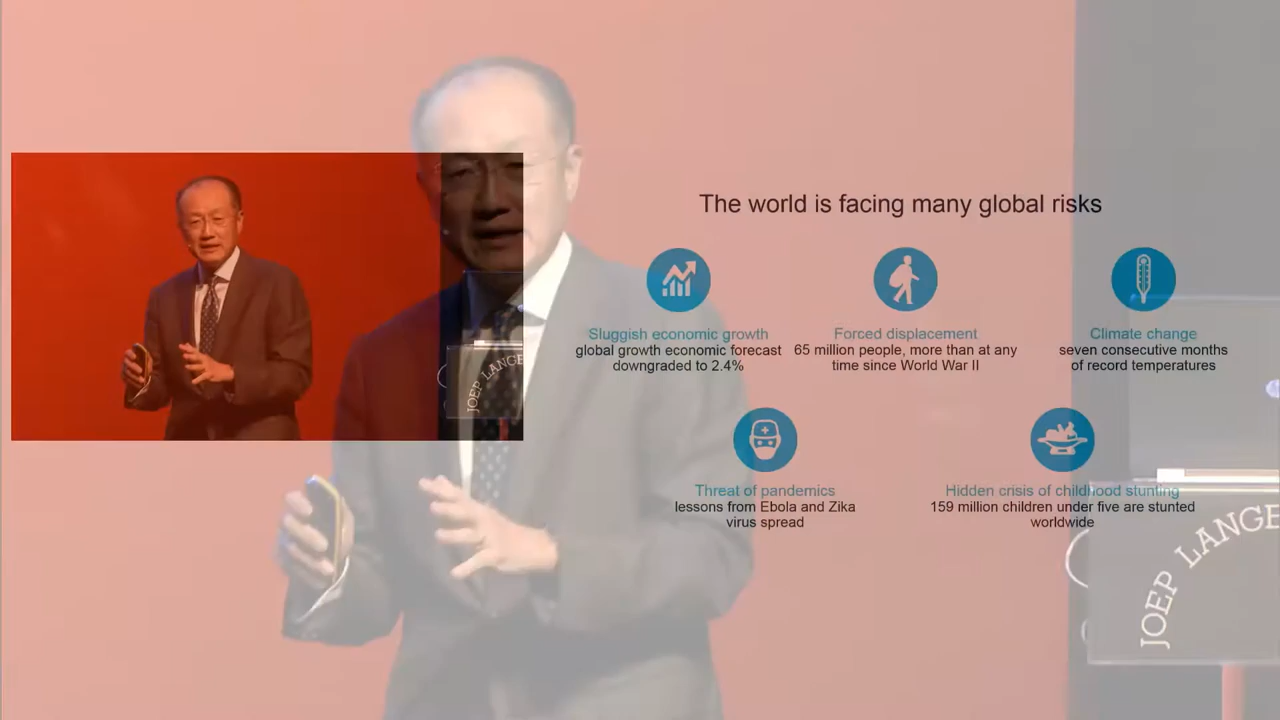 The world is facing many global risks
Sluggish economic growth
global growth economic forecast
downgraded to 2.4%
Forced displacement
65 million people, more than at any
time since World War II
Climate change
seven consecutive months
of record temperatures
Threat of pandemics
lessons from Ebola and Zika
virus spread
Hidden crisis of childhood stunting
159 million children under five are stunted
worldwide
JOEP LANGE
JOEP LANGE